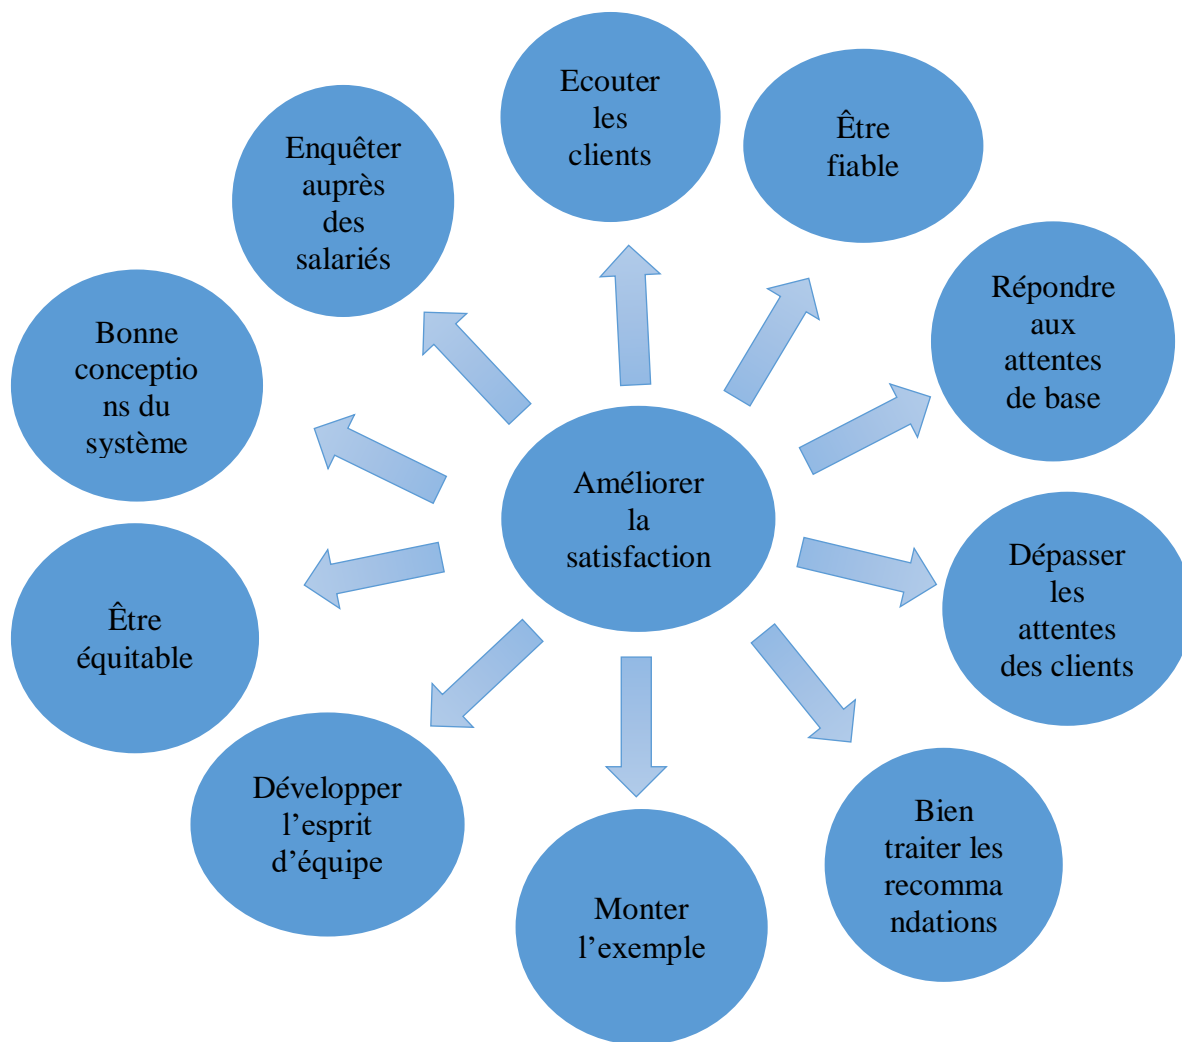 Ecouter
les
clients
Être
fiable
Enquêter
auprès
des
salariés
Répondre
aux
attentes
de base
Bonne
conceptio
ns du
système
Améliorer
la
satisfaction
Dépasser
les
attentes
des clients
Être
équitable
Développer
l’esprit
d’équipe
Bien
traiter les
recomma
ndations
Monter
l’exemple